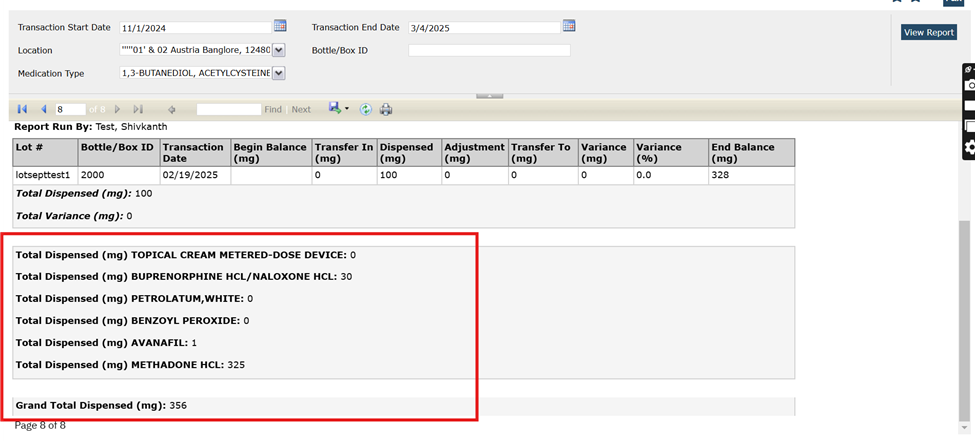 Transaction Start Date 11/1/2024 Transaction End Date 3/4/2025
View Report
Location """01' & 02 Austria Banglore, 12480 Bottle/Box ID
Medication Type 1,3-BUTANEDIOL, ACETYLCYSTEINE
8 of 8 Find | Next
Report Run By: Test, Shivkanth
Lot # Bottle/Box ID Transaction Date Begin Balance (mg) Transfer In (mg) Dispensed (mg) Adjustment (mg) Transfer To (mg) Variance (mg) Variance (%) End Balance (mg)
lotsepttest1 2000 02/19/2025 0 100 0 0 0 0.0 328
Total Dispensed (mg): 100
Total Variance (mg): 0
Total Dispensed (mg) TOPICAL CREAM METERED-DOSE DEVICE: 0
Total Dispensed (mg) BUPRENORPHINE HCL/NALOXONE HCL: 30
Total Dispensed (mg) PETROLATUM,WHITE: 0
Total Dispensed (mg) BENZOYL PEROXIDE: 0
Total Dispensed (mg) AVANAFIL: 1
Total Dispensed (mg) METHADONE HCL: 325
Grand Total Dispensed (mg): 356
Page 8 of 8